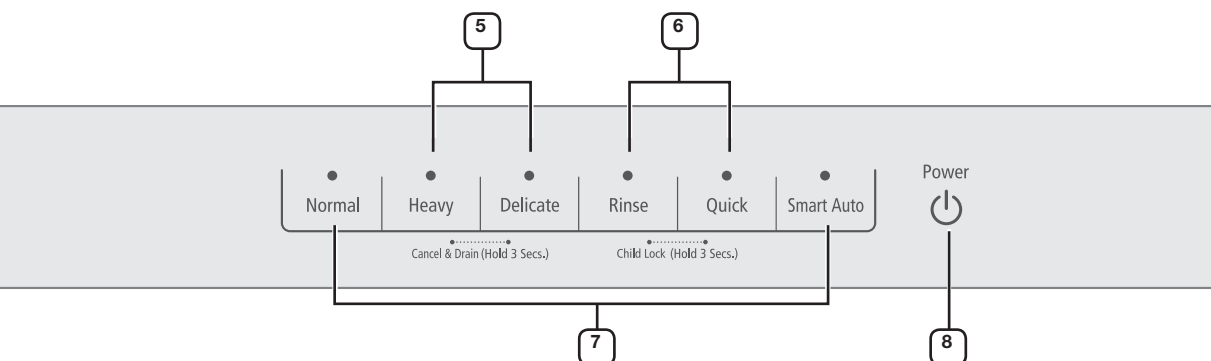 5 6
Power
Normal Heavy Delicate Rinse Quick Smart Auto
Cancel & Drain (Hold 3 Secs.) Child Lock (Hold 3 Secs.)
7 8